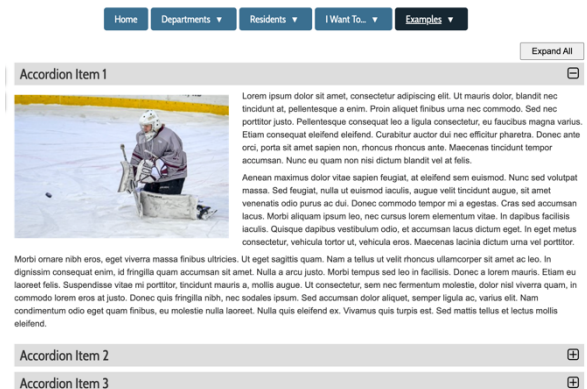 Home Departments ▼ Residents ▼ I Want To... ▼ Examples ▼
Expand All
Accordion Item 1
Lorem ipsum dolor sit amet, consectetur adipiscing elit. Ut mauris dolor, blandit nec
tincidunt at, pellentesque a enim. Proin aliquet finibus urna nec commodo. Sed nec
porttitor justo. Pellentesque consequat leo a ligula consectetur, eu faucibus magna varius.
Etiam consequat eleifend eleifend. Curabitur auctor dui nec efficitur pharetra. Donec ante
orci, porta sit amet sapien non, rhoncus rhoncus ante. Maecenas tincidunt tempor
accumsan. Nunc eu quam non nisi dictum blandit vel at felis.
Aenean maximus dolor vitae sapien feugiat, at eleifend sem euismod. Nunc sed volutpat
massa. Sed feugiat, nulla ut euismod iaculis, augue velit tincidunt augue, sit amet
venenatis odio purus ac dui. Donec commodo tempor mi a egestas. Cras sed accumsan
lacus. Morbi aliquam ipsum leo, nec cursus lorem elementum vitae. In dapibus facilisis
iaculis. Quisque dapibus vestibulum odio, et accumsan lacus dictum eget. In eget metus
consectetur, vehicula tortor ut, vehicula eros. Maecenas lacinia dictum urna vel porttitor.
Morbi ornare nibh eros, eget viverra massa finibus ultricies. Ut eget sagittis quam. Nam a tellus ut velit rhoncus ullamcorper sit amet ac leo. In
dignissim consequat enim, id fringilla quam accumsan sit amet. Nulla a arcu justo. Morbi tempus sed leo in facilisis. Donec a lorem mauris. Etiam eu
laoreet felis. Suspendisse vitae mi porttitor, tincidunt mauris a, mollis augue. Ut consectetur, sem nec fermentum molestie, dolor nisl viverra quam, in
commodo lorem eros at justo. Donec quis fringilla nibh, nec sodales ipsum. Sed accumsan dolor aliquet, semper ligula ac, varius elit. Nam
condimentum odio eget quam finibus, eu molestie nulla laoreet. Nulla quis eleifend ex. Vivamus quis turpis est. Sed mattis tellus et lectus mollis
eleifend.
Accordion Item 2
Accordion Item 3